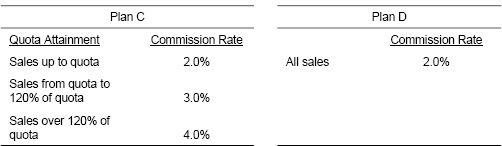 Plan C
Plan D
Quota Attainment Commission Rate
Commission Rate
Sales up to quota 2.0%
All sales 2.0%
Sales from quota to
120% of quota 3.0%
Sales over 120% of
quota 4.0%